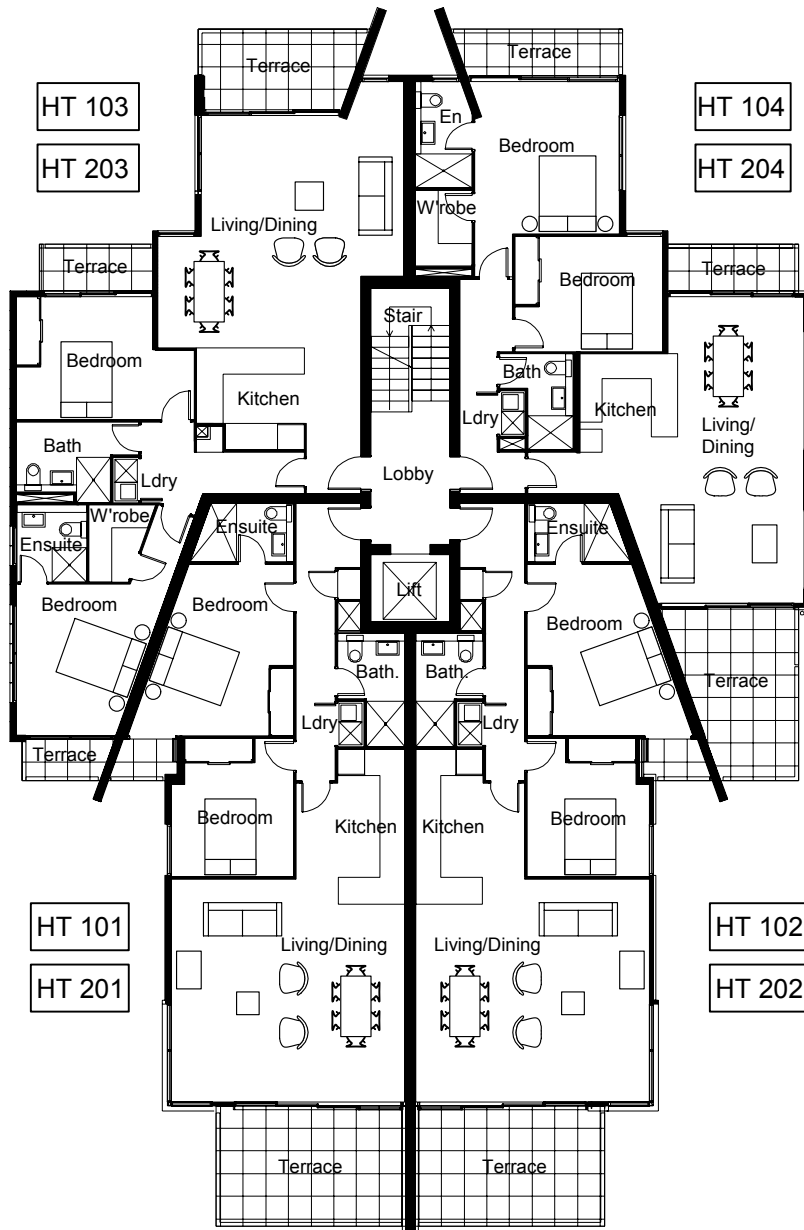 Terrace
Terrace
HT 103
HT 104
En
Bedroom
HT 203
HT 204
W'robe
Living/Dining
Terrace
Terrace
Bedroom
Stair
Bedroom
Bath
Kitchen
Kitchen
Ldry
Living/
Dining
Bath
Lobby
Ldry
W'robe
Ensuite
Ensuite
Ensuite
Lift
Bedroom
Bedroom
Bedroom
Bath.
Bath.
Terrace
Ldry
Ldry
Terrace
Bedroom
Kitchen
Kitchen
Bedroom
HT 101
HT 102
Living/Dining
Living/Dining
HT 201
HT 202
Terrace
Terrace